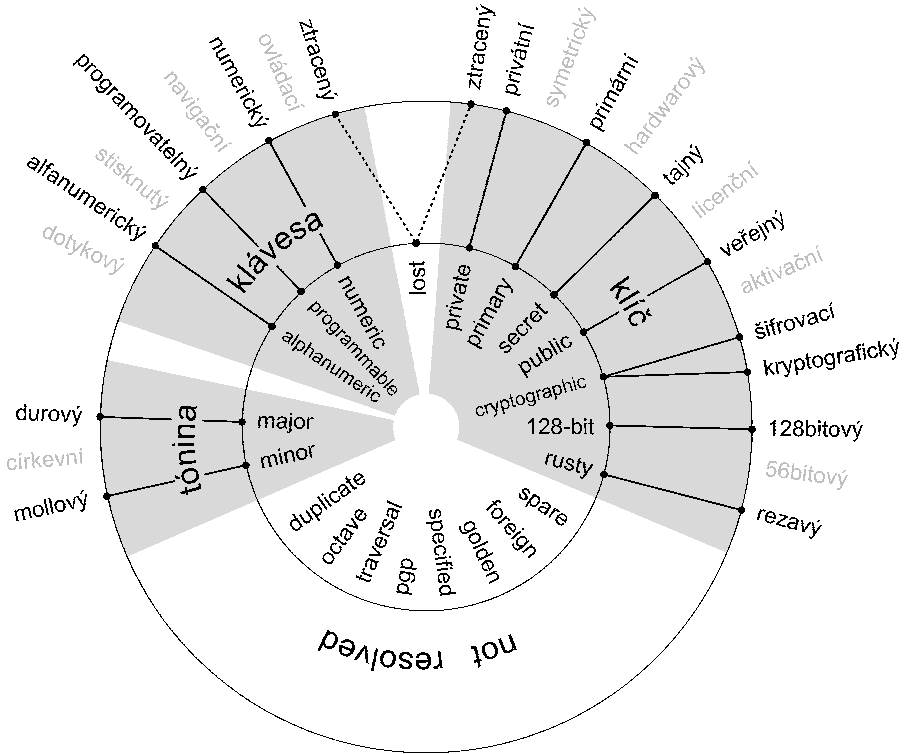 dotykový
alfanumerický
stisknutý
programovatelný
navigační
numerický
ovládací
ztracený
ztracený
privátní
symetrický
primární
hardwarový
tajný
licenční
veřejný
aktivační
šifrovací
kryptografický
128bitový
56bitový
rezavý
durový
církevní
mollový
klávesa
klíč
tónina
alphanumeric
programmable
numeric
lost
private
primary
secret
public
cryptographic
128-bit
rusty
major
minor
duplicate
octave
traversal
pgp
specified
golden
foreign
spare
not resolved